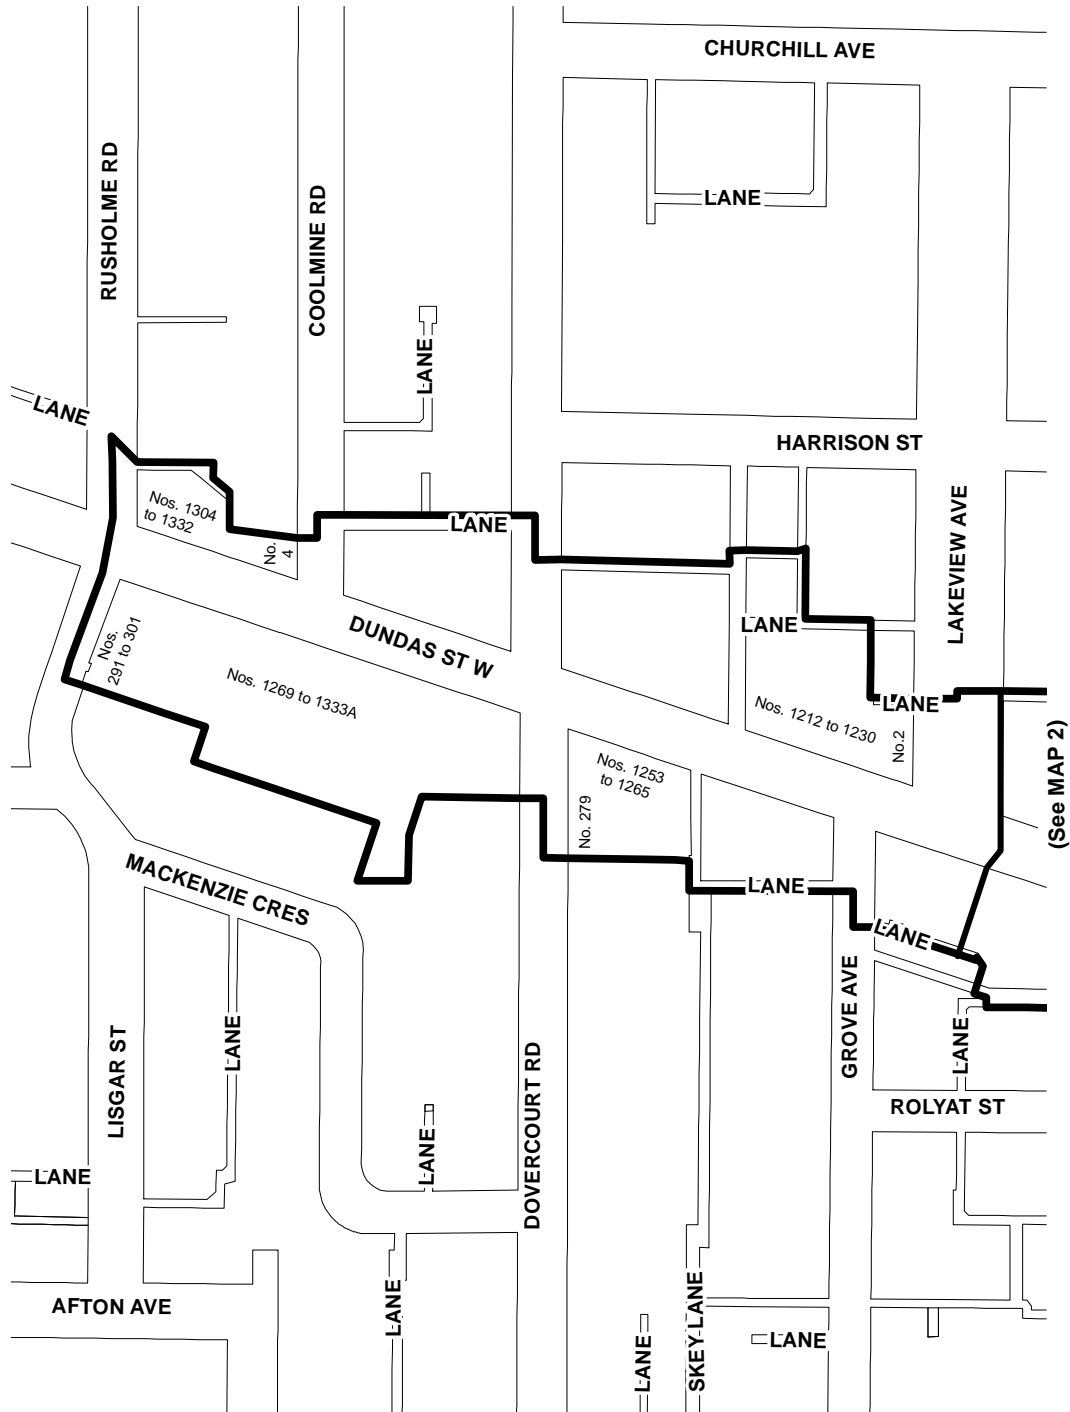 CHURCHILL AVE
RUSHOLME RD
COOLMINE RD
LANE
LANE
LANE
HARRISON ST
Nos. 1304
to 1332
No.
4
LANE
LAKEVIEW AVE
LANE
Nos.
291 to 301
DUNDAS ST W
Nos. 1269 to 1333A
Nos. 1212 to 1230
No.2
LANE
(See MAP 2)
Nos. 1253
to 1265
No. 279
MACKENZIE CRES
LANE
LANE
GROVE AVE
LISGAR ST
LANE
DOVERCOURT RD
LANE
ROLYAT ST
LANE
LANE
AFTON AVE
LANE
LANE
SKEY LANE
LANE